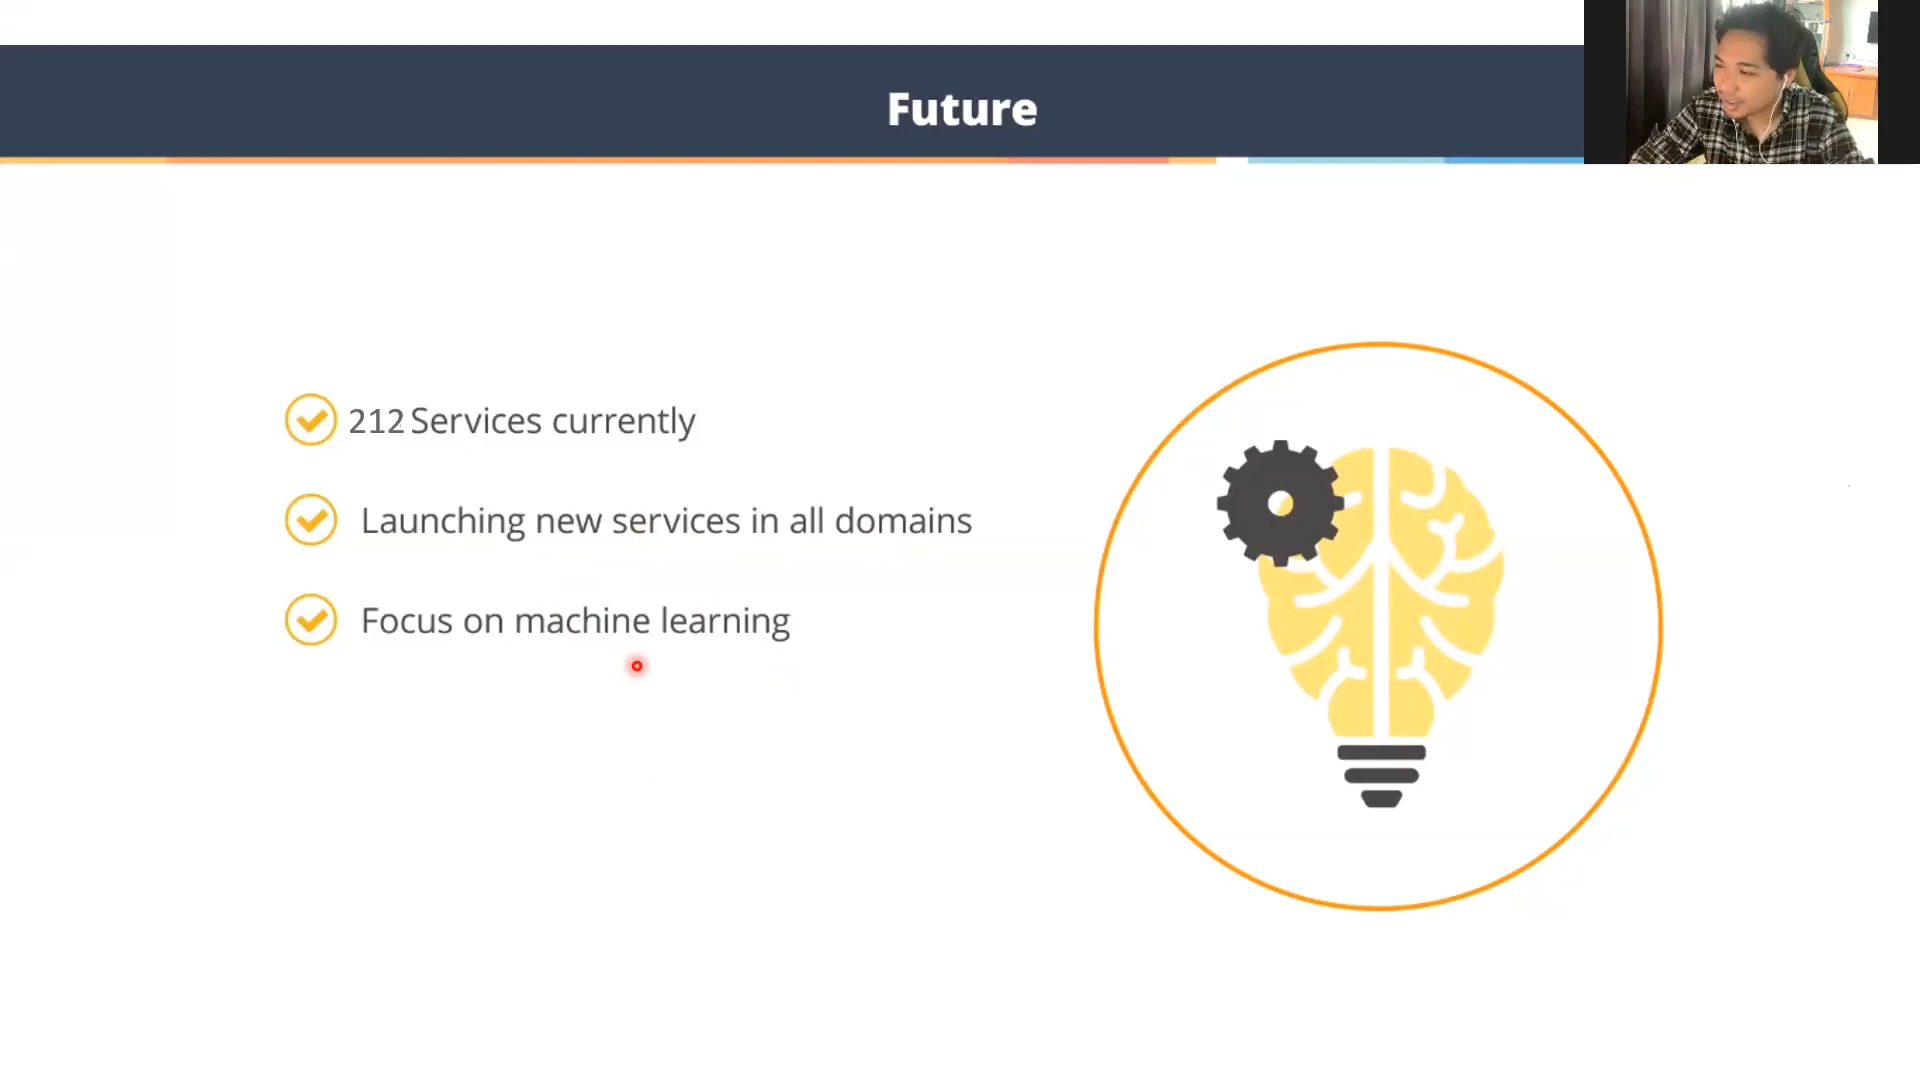 Future
212 Services currently
Launching new services in all domains
Focus on machine learning